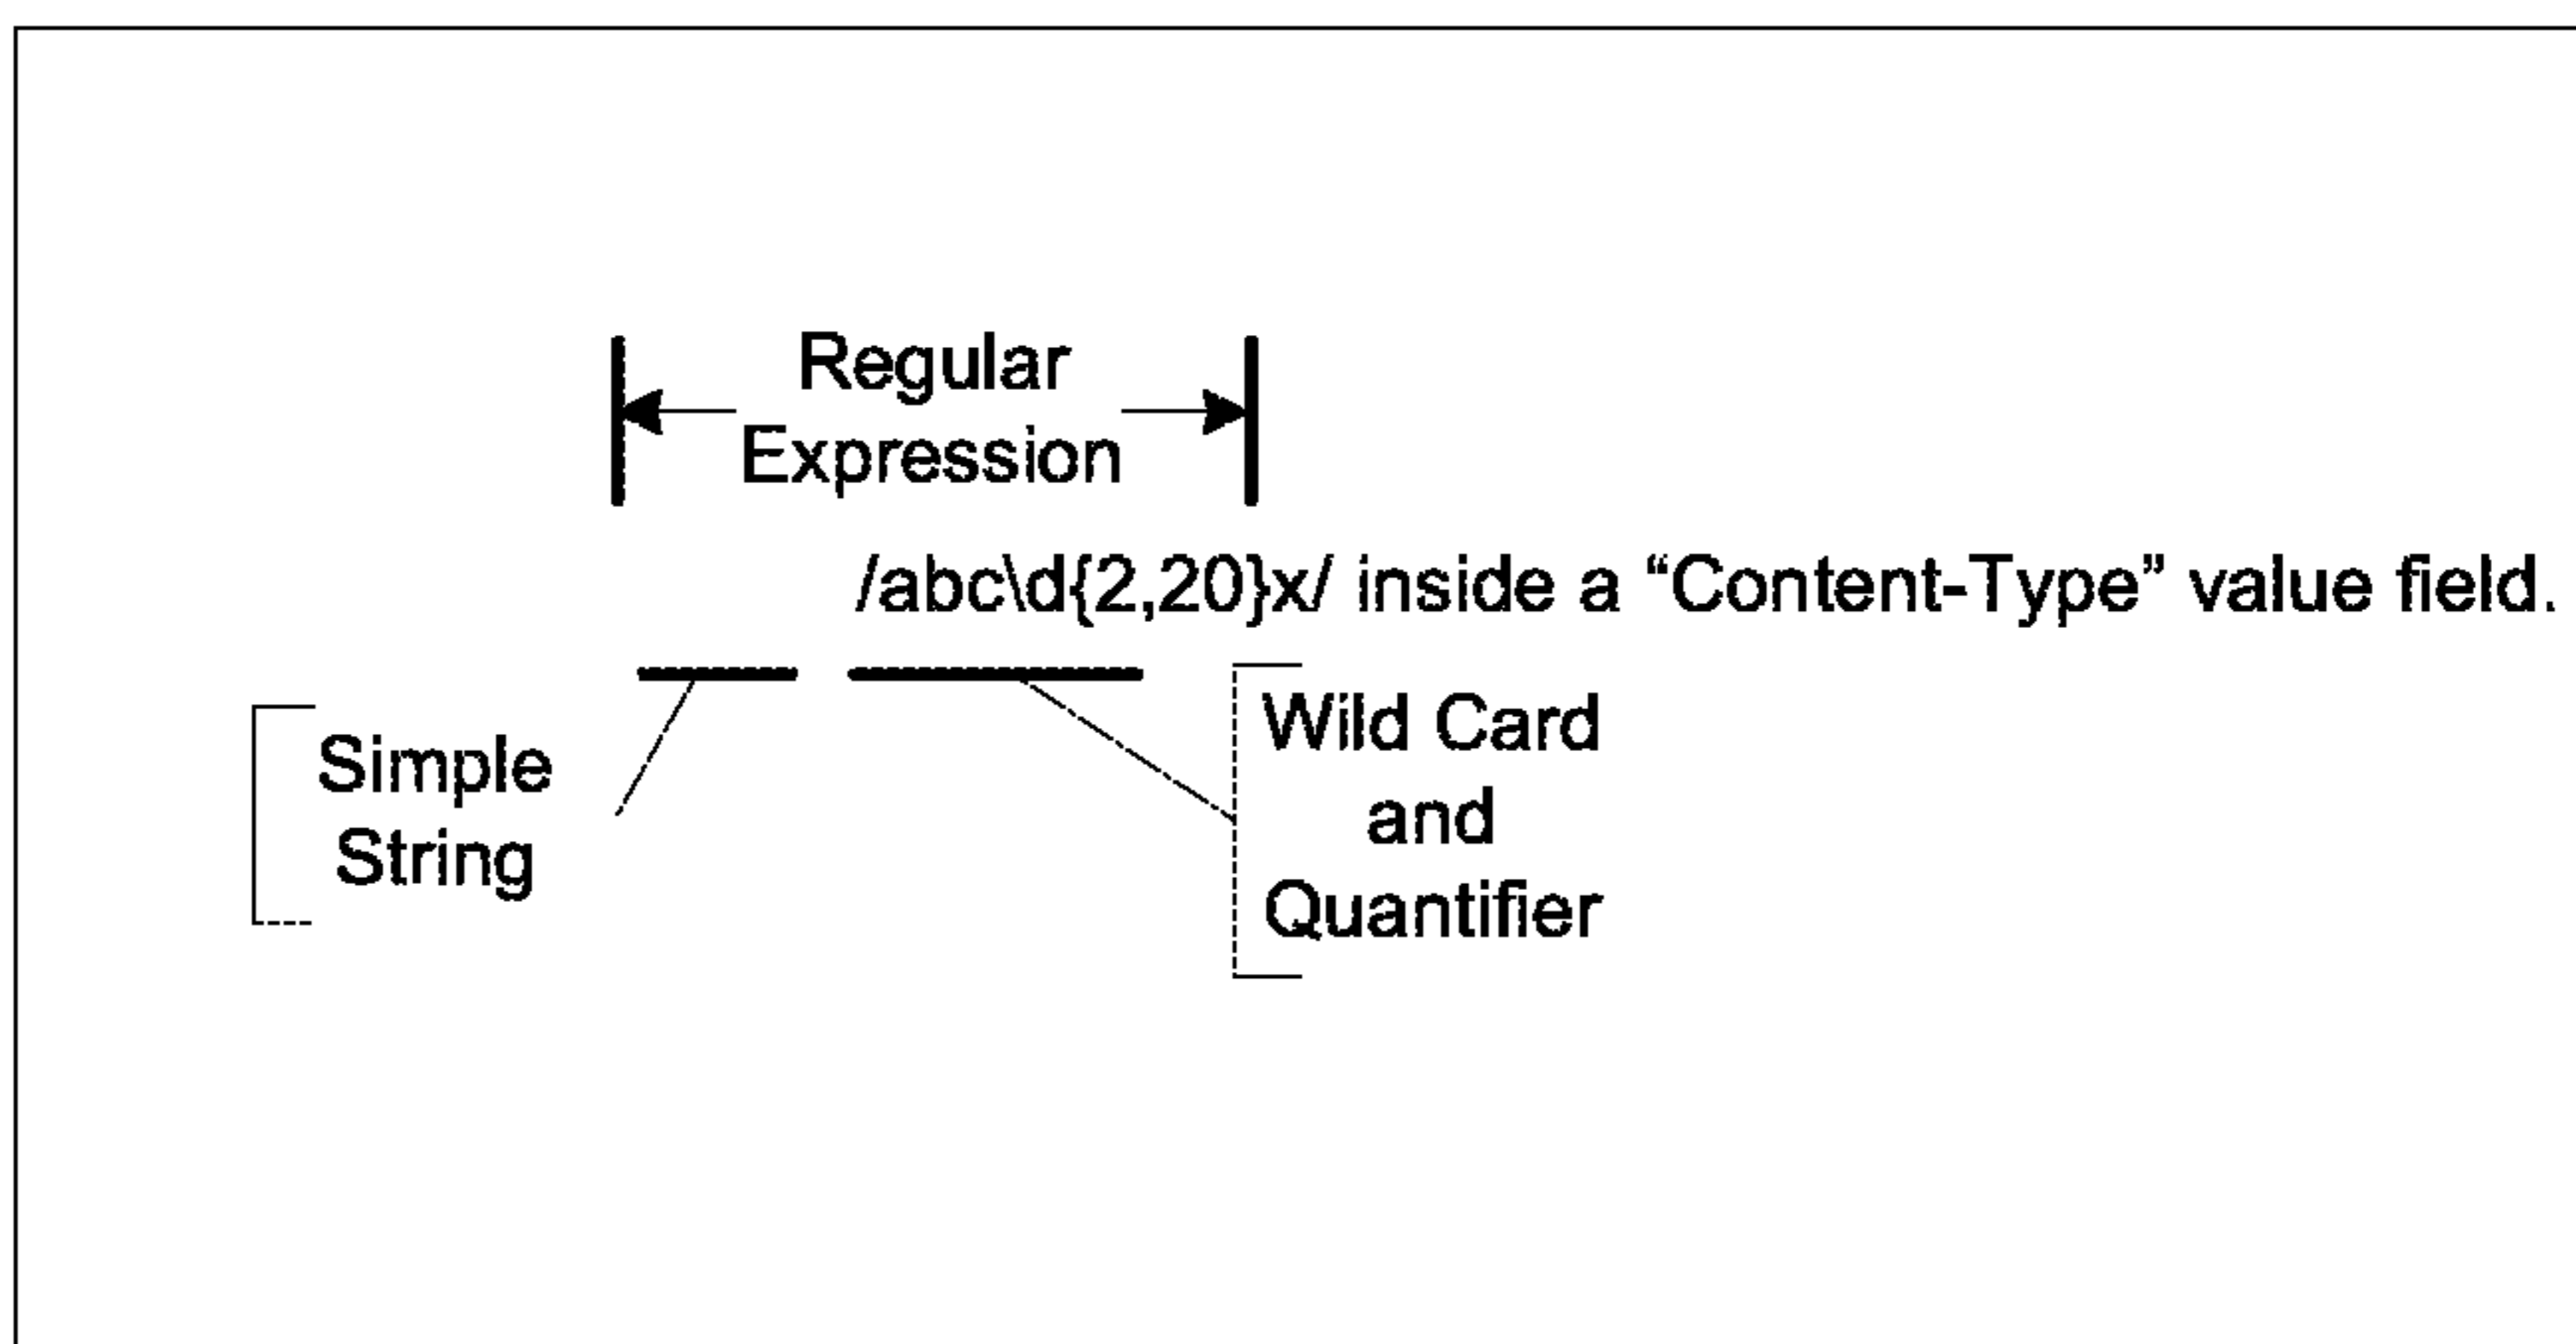 Regular
Expression
/abc\d{2,20}x/ inside a “Content-Type” value field.
Simple
String
Wild Card
and
Quantifier